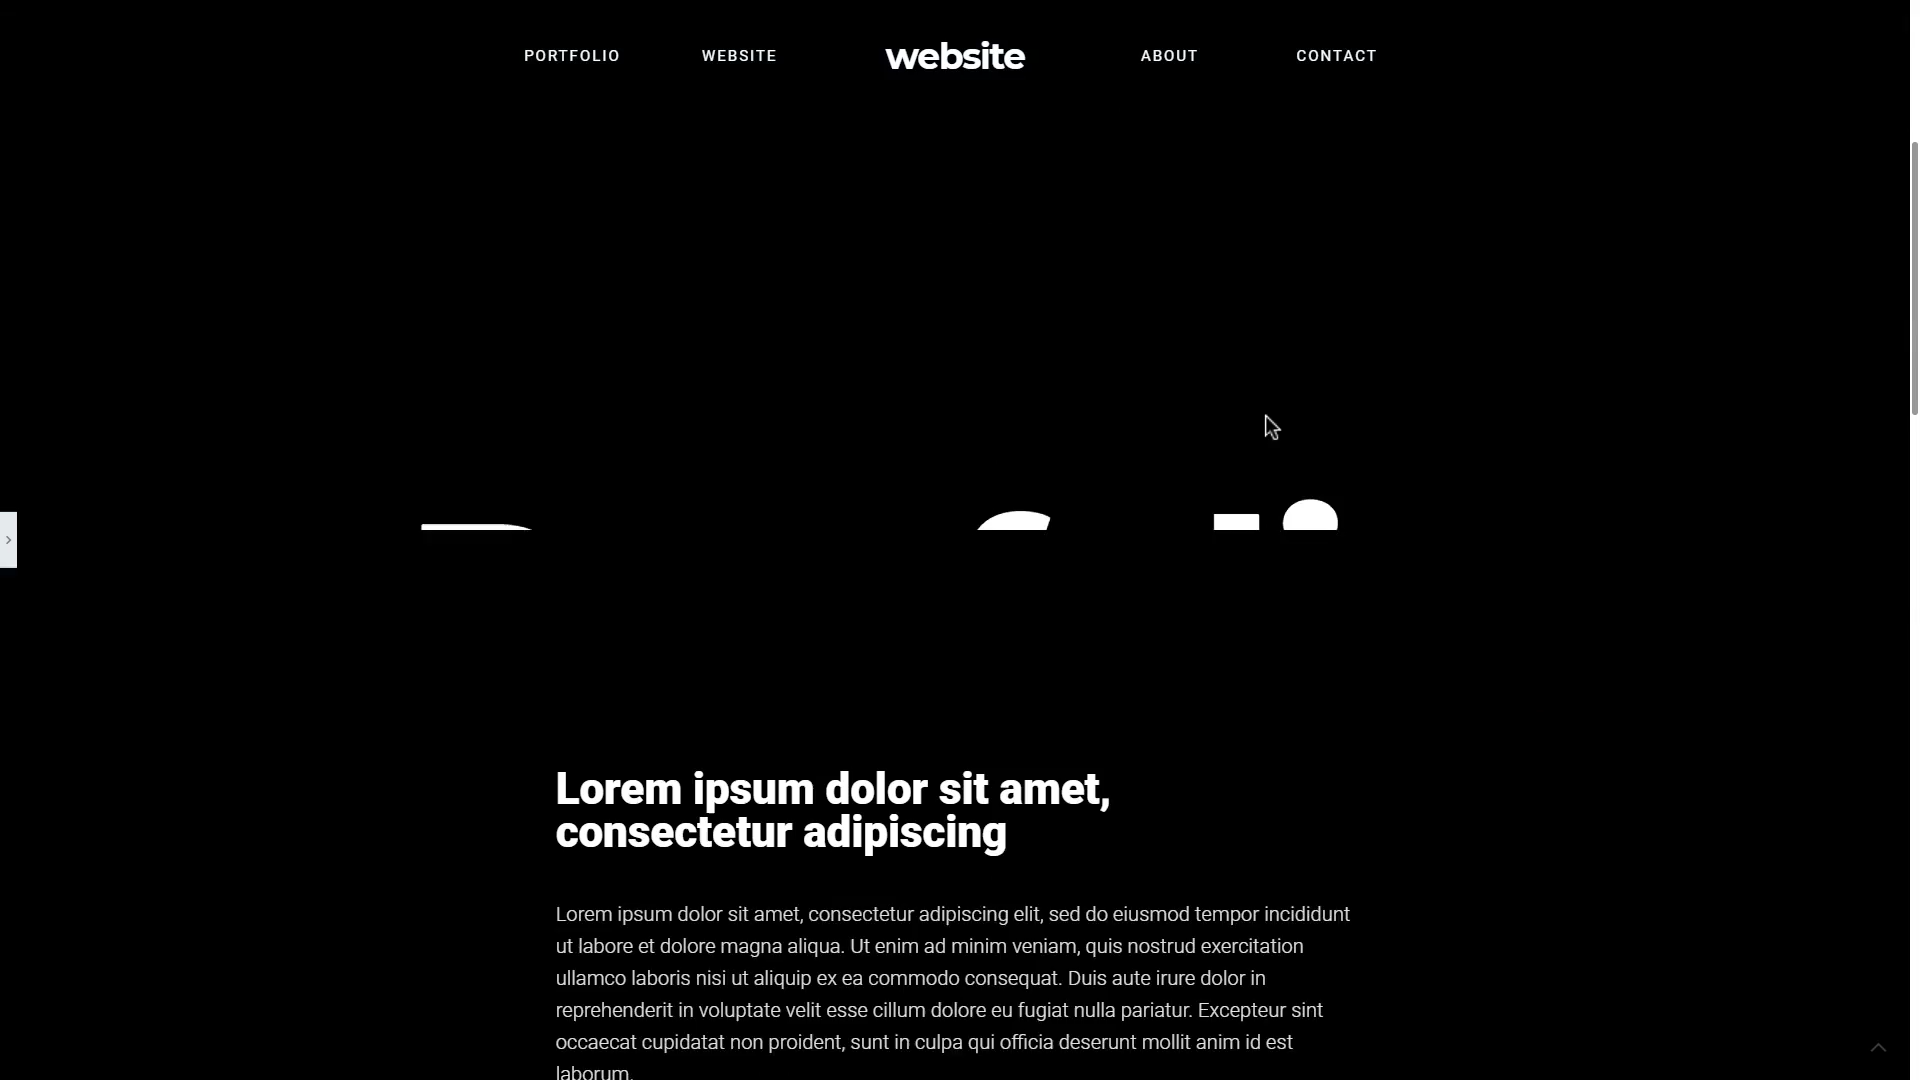 PORTFOLIO WEBSITE website ABOUT CONTACT
Lorem ipsum dolor sit amet,
consectetur adipiscing
Lorem ipsum dolor sit amet, consectetur adipiscing elit, sed do eiusmod tempor incididunt
ut labore et dolore magna aliqua. Ut enim ad minim veniam, quis nostrud exercitation
ullamco laboris nisi ut aliquip ex ea commodo consequat. Duis aute irure dolor in
reprehenderit in voluptate velit esse cillum dolore eu fugiat nulla pariatur. Excepteur sint
occaecat cupidatat non proident, sunt in culpa qui officia deserunt mollit anim id est
laborum.